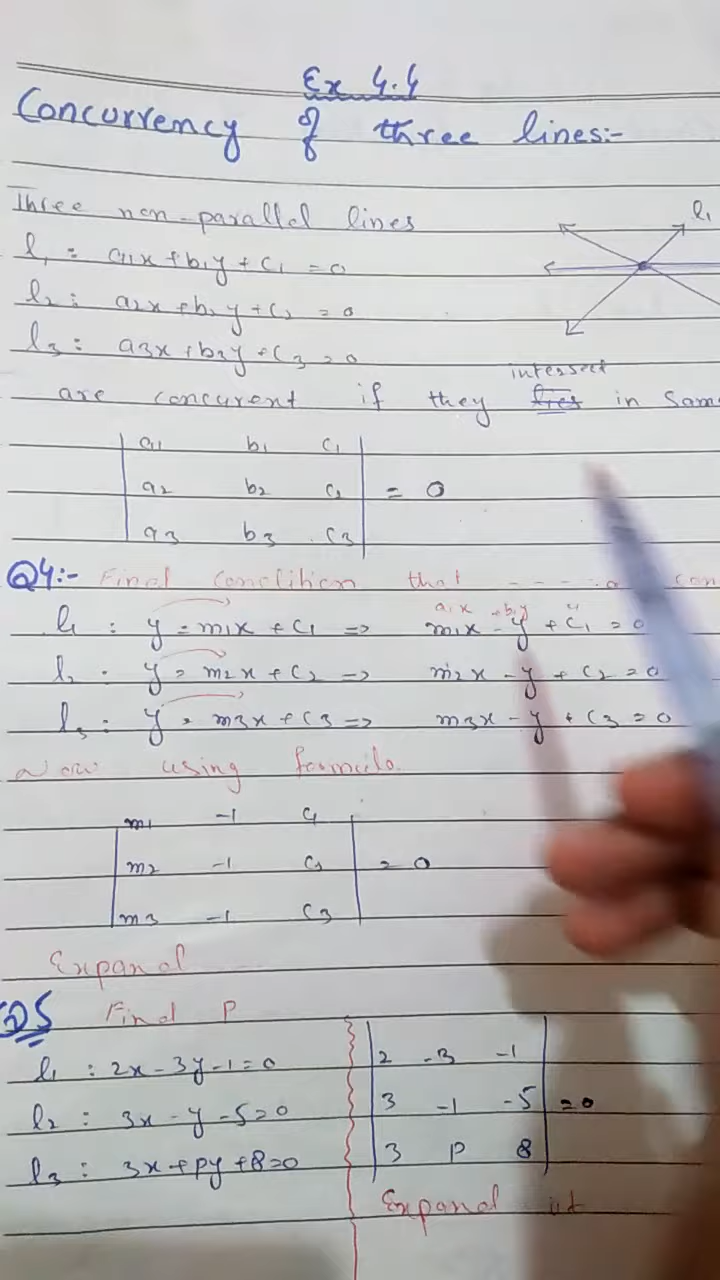 Ex 4.4
Concurrency of three lines:-
Three non-parallel lines
l1
l1 : a1x + b1y + c1 = 0
l2 : a2x + b2y + c2 = 0
l3 : a3x + b3y + c3 = 0
intersect
are concurent if they in Sam
a1 b1 c1
a2 b2 c2 = 0
a3 b3 c3
Q4:- Final Condition that - - - - a con
a1x + b1y c1
l1 : y = m1x + c1 => m1x - y + c1 = 0
l2 : y = m2x + c2 => m2x - y + c2 = 0
l3 : y = m3x + c3 => m3x - y + c3 = 0
Now using formula
m1 -1 c1
m2 -1 c2 = 0
m3 -1 c3
Expand
Q5 Find P
l1 : 2x - 3y - 1 = 0 2 -3 -1
l2 : 3x - y - 5 = 0 3 -1 -5 = 0
l3 : 3x + py + 8 = 0 3 P 8
Expand it